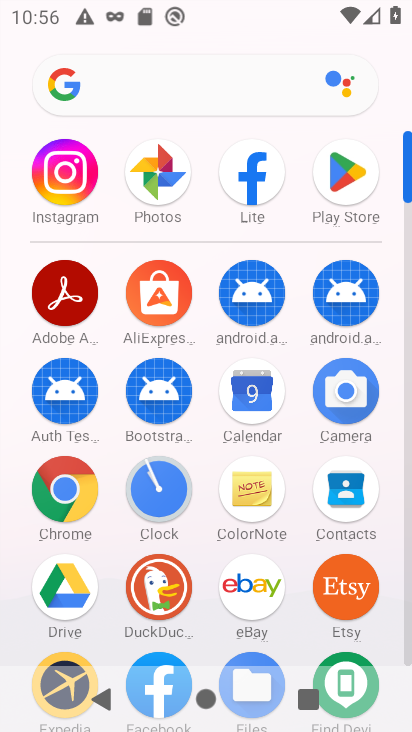 10:56
Instagram Photos Lite Play Store
Adobe A... AliExpres... android.a... android.a...
Auth Tes... Bootstra... Calendar Camera
9
NOTE
Chrome Clock ColorNote Contacts
ebay Etsy
Drive DuckDuc... eBay Etsy
Expedia Facebook Files Find Devi...